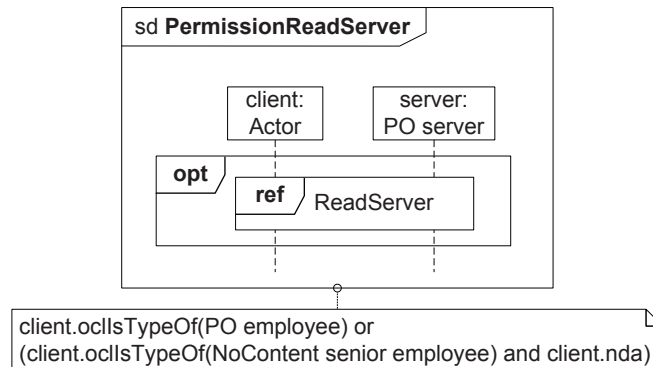 sd PermissionReadServer
client:
Actor
server:
PO server
opt
ref
ReadServer
client.oclIsTypeOf(PO employee) or
(client.oclIsTypeOf(NoContent senior employee) and client.nda)